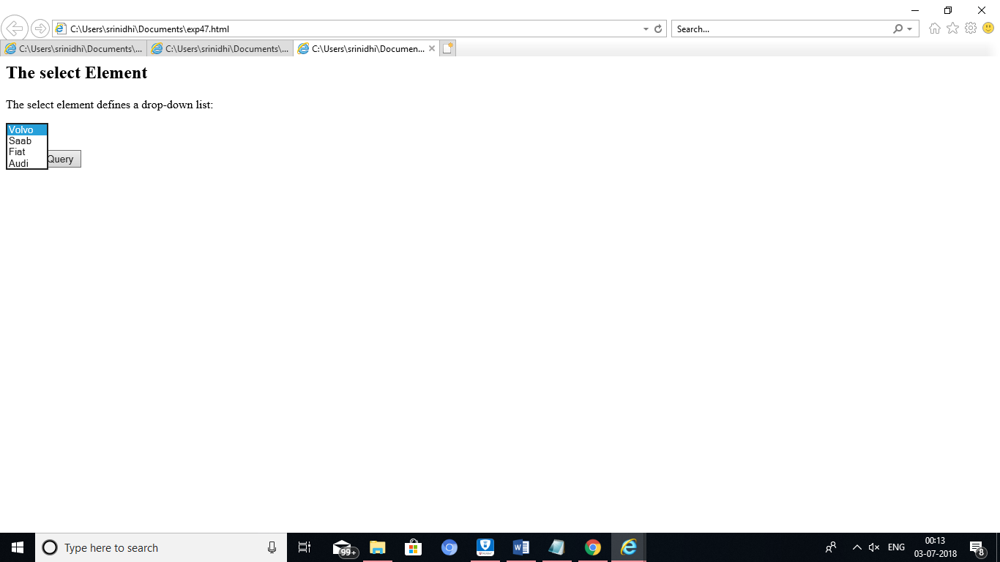 C:\Users\srinidhi\Documents\exp47.html
Search...
C:\Users\srinidhi\Documents\...
C:\Users\srinidhi\Documents\...
C:\Users\srinidhi\Documen...
The select Element
The select element defines a drop-down list:
Volvo
Saab
Fiat
Audi
Query
Type here to search
99+
ENG
00:13
03-07-2018
8